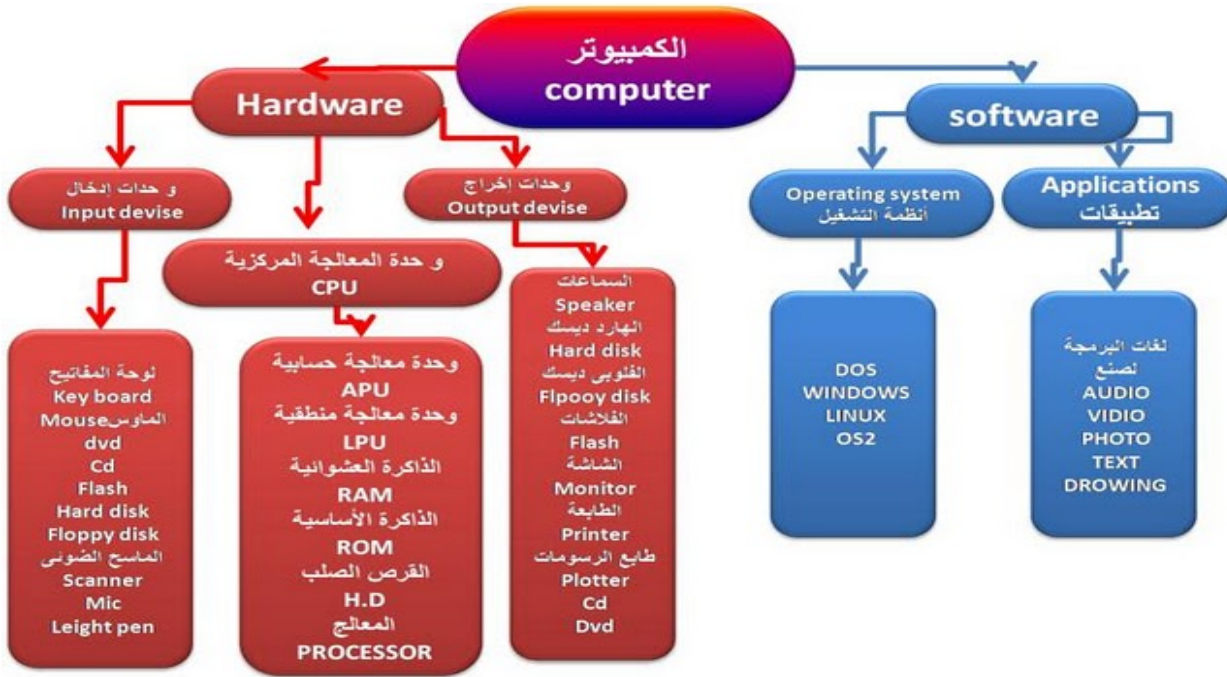 الكمبيوتر
computer
Hardware
software
و حدات إدخال
Input devise
وحدات إخراج
Output devise
Operating system
أنظمة التشغيل
Applications
تطبيقات
و حدة المعالجة المركزية
CPU
لوحة المفاتيح
Key board
الماوسMouse
dvd
Cd
Flash
Hard disk
Floppy disk
الماسح الضوئى
Scanner
Mic
Leight pen
وحدة معالجة حسابية
APU
وحدة معالجة منطقية
LPU
الذاكرة العشوائية
RAM
الذاكرة الأساسية
ROM
القرص الصلب
H.D
المعالج
PROCESSOR
السماعات
Speaker
الهارد ديسك
Hard disk
الفلوبى ديسك
Flpooy disk
الفلاشات
Flash
الشاشة
Monitor
الطابعة
Printer
طابع الرسومات
Plotter
Cd
Dvd
DOS
WINDOWS
LINUX
OS2
لغات البرمجة
لصنع
AUDIO
VIDIO
PHOTO
TEXT
DROWING